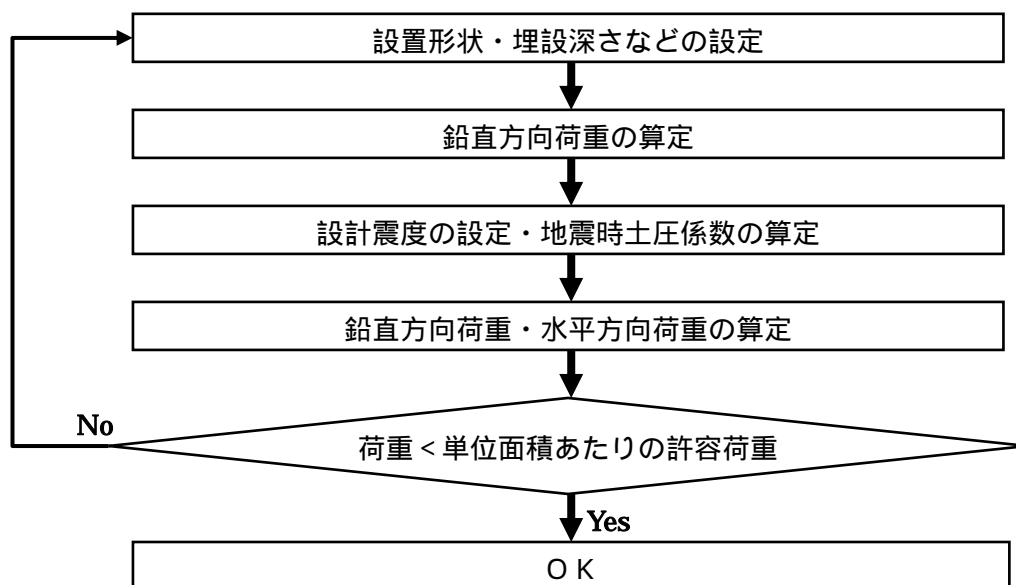 設置形状・埋設深さなどの設定
鉛直方向荷重の算定
設計震度の設定・地震時土圧係数の算定
鉛直方向荷重・水平方向荷重の算定
No
荷重＜単位面積あたりの許容荷重
Yes
ＯＫ